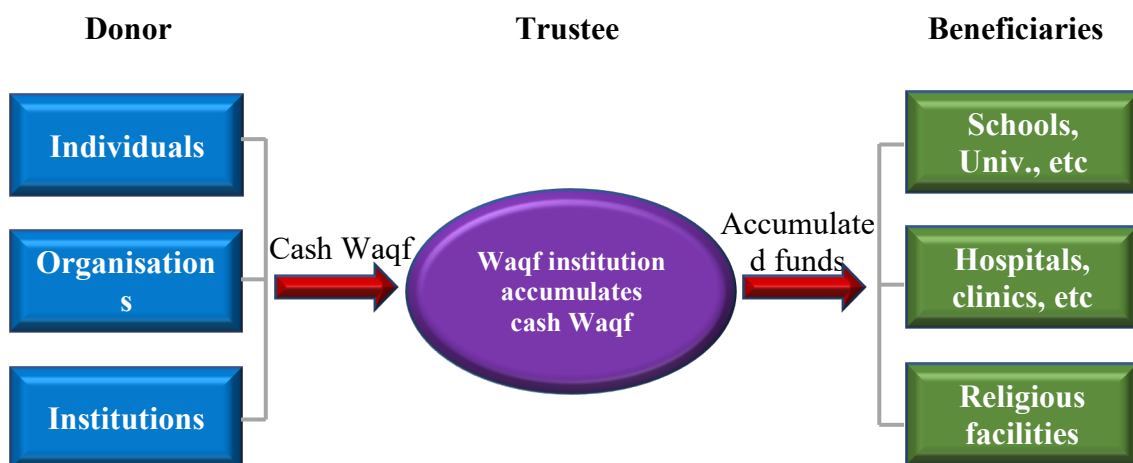 Donor
Trustee
Beneficiaries
Individuals
Organisation
s
Institutions
Cash Waqf
Waqf institution
accumulates
cash Waqf
Accumulate
d funds
Schools,
Univ., etc
Hospitals,
clinics, etc
Religious
facilities